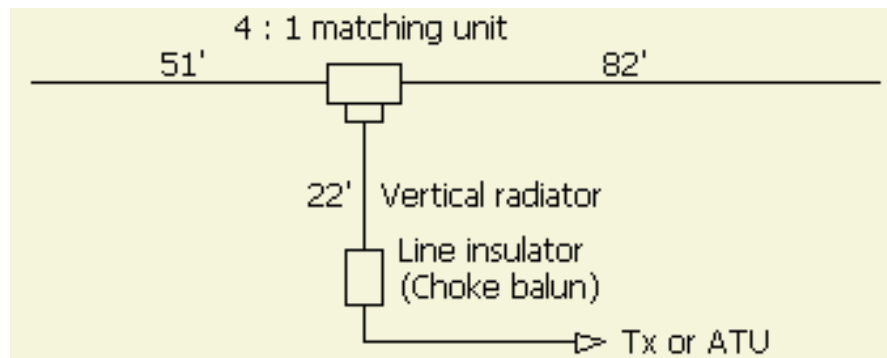 4 : 1 matching unit
51'
82'
22'
Vertical radiator
Line insulator
(Choke balun)
Tx or ATU